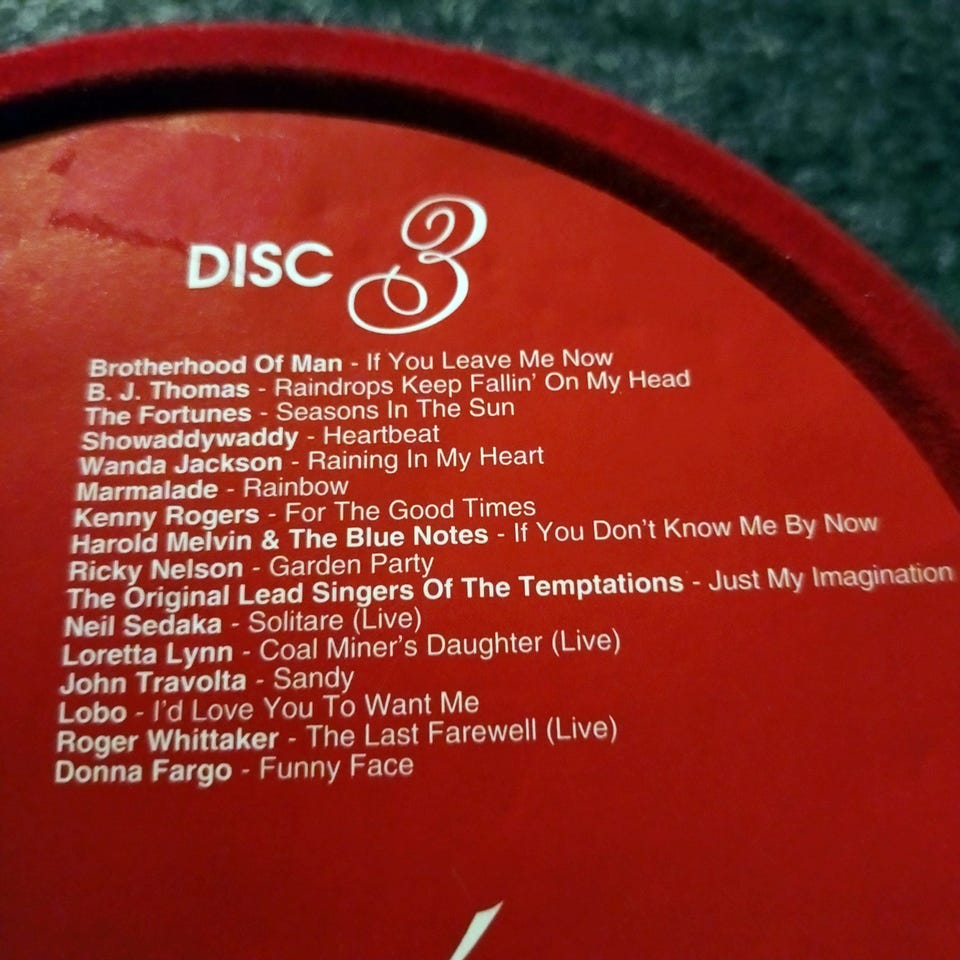 DISC 3
Brotherhood Of Man - If You Leave Me Now
B. J. Thomas - Raindrops Keep Fallin' On My Head
The Fortunes - Seasons In The Sun
Showaddywaddy - Heartbeat
Wanda Jackson - Raining In My Heart
Marmalade - Rainbow
Kenny Rogers - For The Good Times
Harold Melvin & The Blue Notes - If You Don't Know Me By Now
Ricky Nelson - Garden Party
The Original Lead Singers Of The Temptations - Just My Imagination
Neil Sedaka - Solitare (Live)
Loretta Lynn - Coal Miner's Daughter (Live)
John Travolta - Sandy
Lobo - I'd Love You To Want Me
Roger Whittaker - The Last Farewell (Live)
Donna Fargo - Funny Face